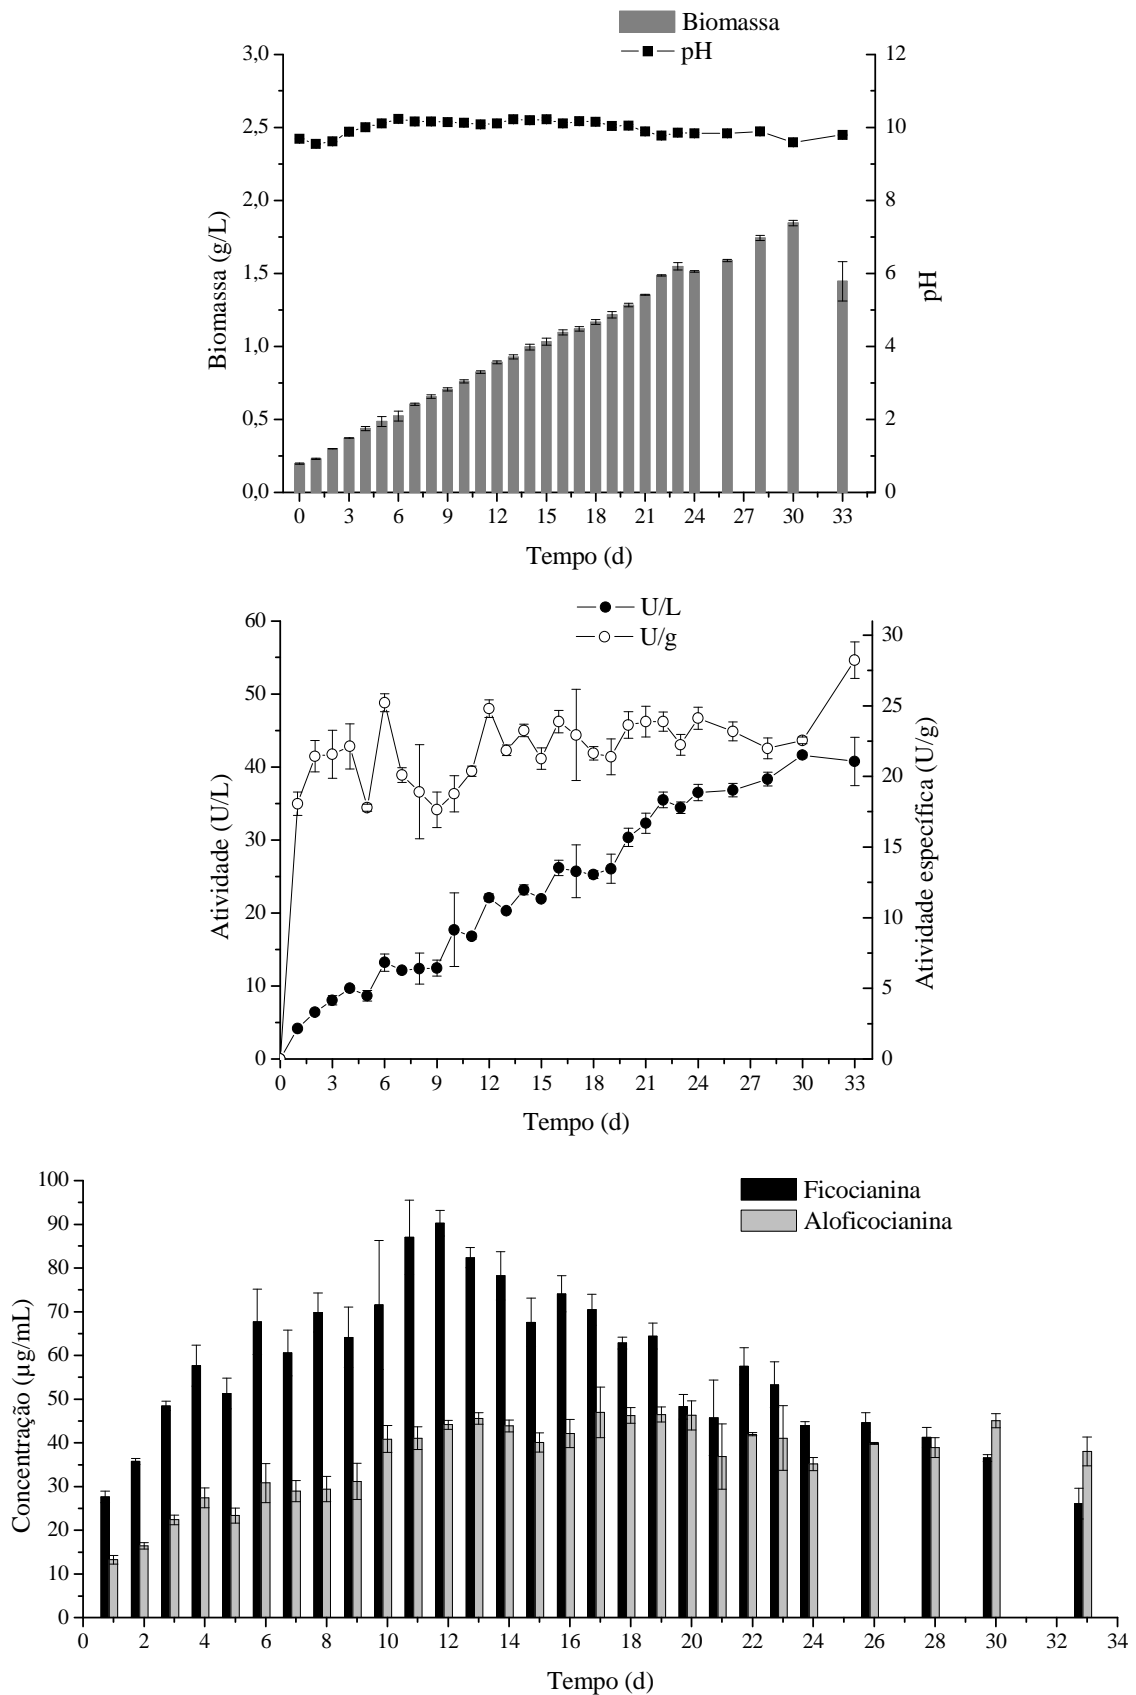 Biomassa
pH
3,0
2,5
2,0
1,5
1,0
0,5
0,0
12
10
8
6
4
2
0
Biomassa (g/L)
pH
0 3 6 9 12 15 18 21 24 27 30 33
Tempo (d)
U/L
U/g
60
50
40
30
20
10
0
30
25
20
15
10
5
0
Atividade (U/L)
Atividade específica (U/g)
0 3 6 9 12 15 18 21 24 27 30 33
Tempo (d)
Ficocianina
Aloficocianina
100
90
80
70
60
50
40
30
20
10
0
Concentração (µg/mL)
0 2 4 6 8 10 12 14 16 18 20 22 24 26 28 30 32 34
Tempo (d)